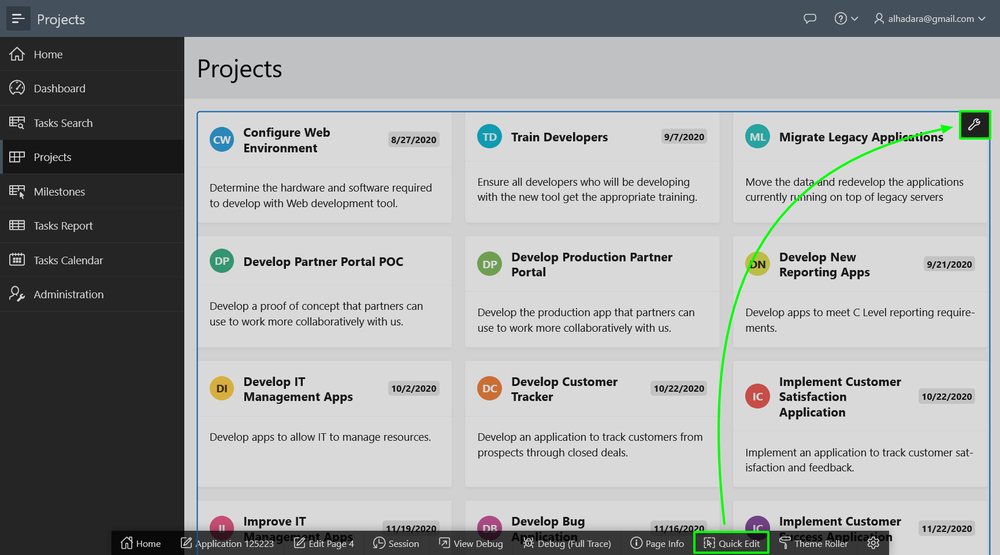 Projects
alhadara@gmail.com
Home
Dashboard
Tasks Search
Projects
Milestones
Tasks Report
Tasks Calendar
Administration
Projects
CW
Configure Web
Environment
8/27/2020
Determine the hardware and software required
to develop with Web development tool.
TD
Train Developers
9/7/2020
Ensure all developers who will be developing
with the new tool get the appropriate training.
ML
Migrate Legacy Applications
Move the data and redevelop the applications
currently running on top of legacy servers
DP
Develop Partner Portal POC
Develop a proof of concept that partners can
use to work more collaboratively with us.
DP
Develop Production Partner
Portal
Develop the production app that partners can
use to work more collaboratively with us.
DN
Develop New
Reporting Apps
9/21/2020
Develop apps to meet C Level reporting require-
ments.
DI
Develop IT
Management Apps
10/2/2020
Develop apps to allow IT to manage resources.
DC
Develop Customer
Tracker
10/22/2020
Develop an application to track customers from
prospects through closed deals.
IC
Implement Customer
Satisfaction
Application
10/22/2020
Implement an application to track customer sat-
isfaction and feedback.
II
Improve IT
Management Apps
11/19/2020
DB
Develop Bug
Application
11/16/2020
IC
Implement Customer
Success Application
11/22/2020
Home
Application 125223
Edit Page 4
Session
View Debug
Debug (Full Trace)
Page Info
Quick Edit
Theme Roller